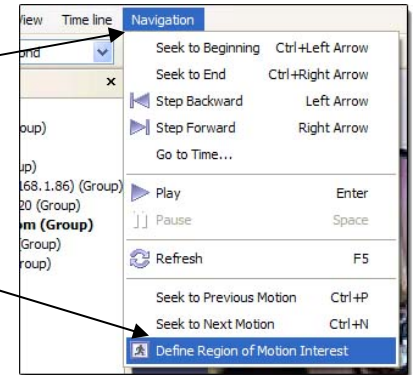 View Time line Navigation
ond
Seek to Beginning Ctrl+Left Arrow
Seek to End Ctrl+Right Arrow
Step Backward Left Arrow
oup)
Step Forward Right Arrow
Go to Time...
up)
168.1.86) (Group)
Play Enter
20 (Group)
om (Group)
Pause Space
Group)
roup)
Refresh F5
Seek to Previous Motion Ctrl+P
Seek to Next Motion Ctrl+N
Define Region of Motion Interest